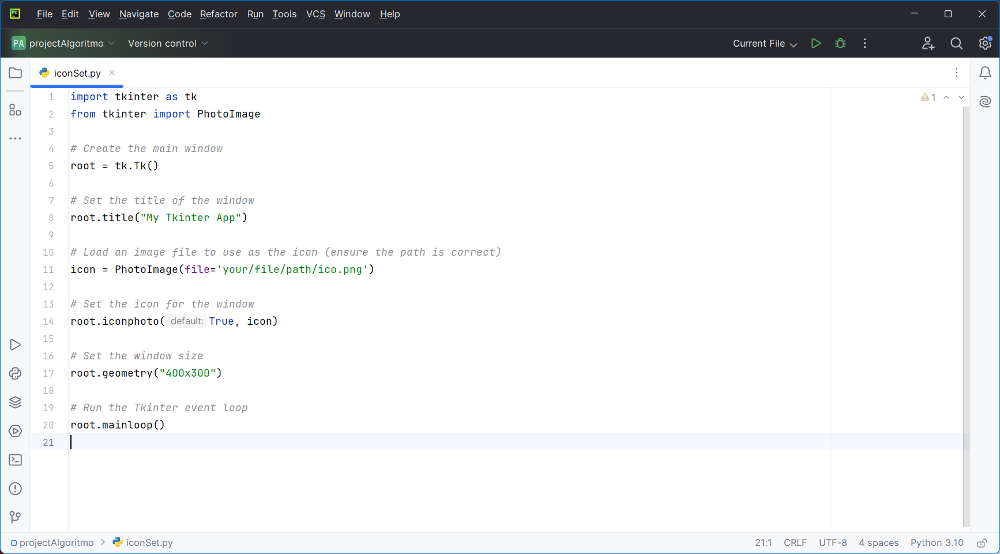 PC File Edit View Navigate Code Refactor Run Tools VCS Window Help
PA projectAlgoritmo Version control Current File
iconSet.py
1 import tkinter as tk 1
2 from tkinter import PhotoImage
3
4 # Create the main window
5 root = tk.Tk()
6
7 # Set the title of the window
8 root.title("My Tkinter App")
9
10 # Load an image file to use as the icon (ensure the path is correct)
11 icon = PhotoImage(file='your/file/path/ico.png')
12
13 # Set the icon for the window
14 root.iconphoto( default: True, icon)
15
16 # Set the window size
17 root.geometry("400x300")
18
19 # Run the Tkinter event loop
20 root.mainloop()
21
projectAlgoritmo > iconSet.py 21:1 CRLF UTF-8 4 spaces Python 3.10